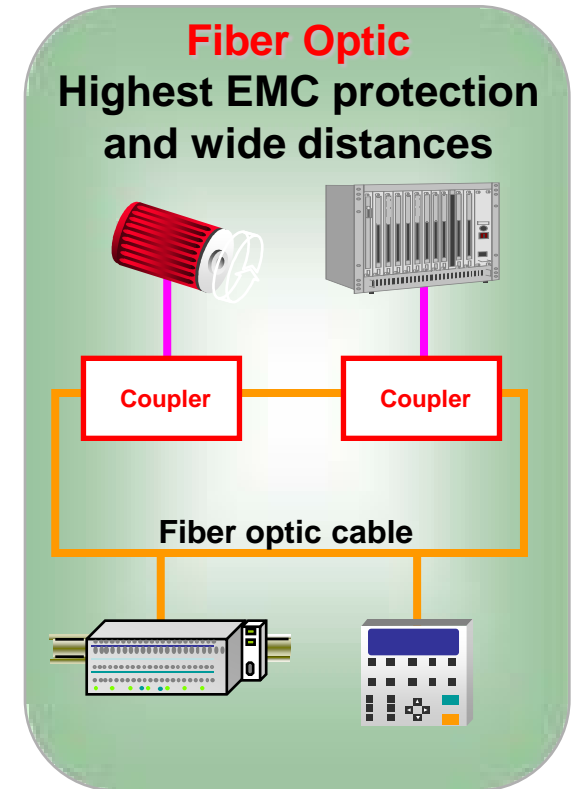 Fiber Optic
Highest EMC protection
and wide distances
Coupler
Coupler
Fiber optic cable